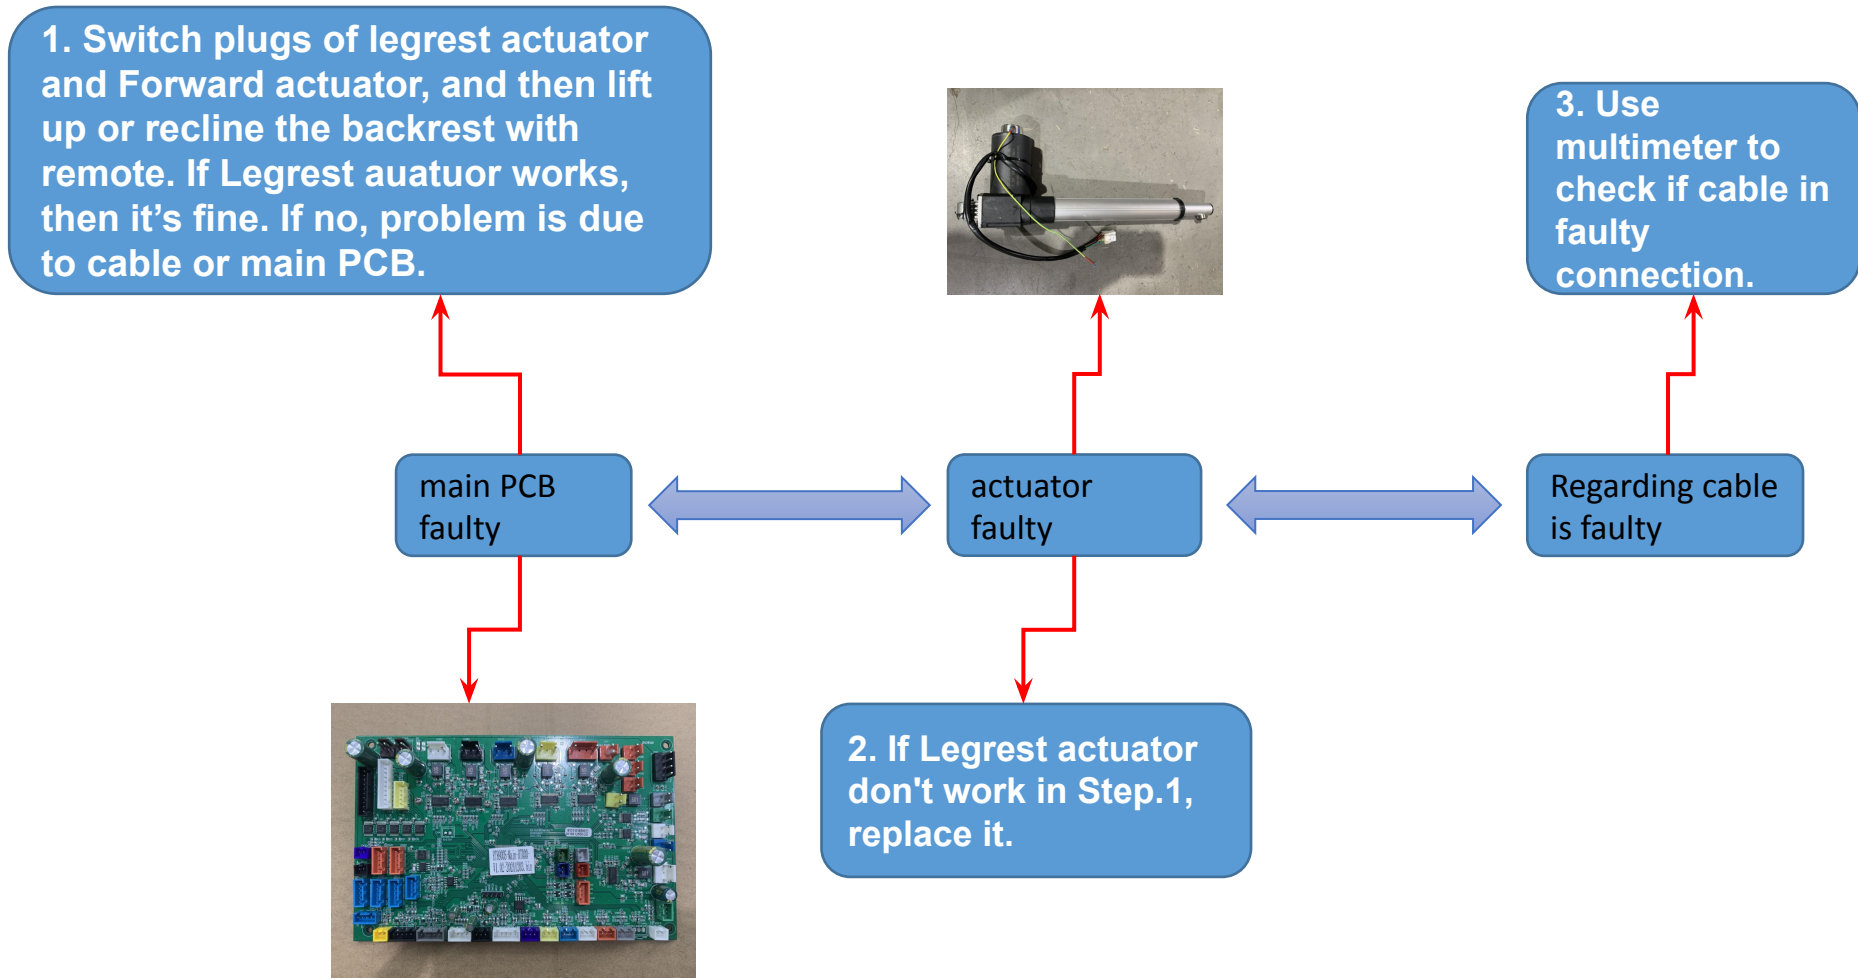 1. Switch plugs of legrest actuator
and Forward actuator, and then lift
up or recline the backrest with
remote. If Legrest auatuor works,
then it’s fine. If no, problem is due
to cable or main PCB.
3. Use
multimeter to
check if cable in
faulty
connection.
main PCB
faulty
actuator
faulty
Regarding cable
is faulty
2. If Legrest actuator
don't work in Step.1,
replace it.